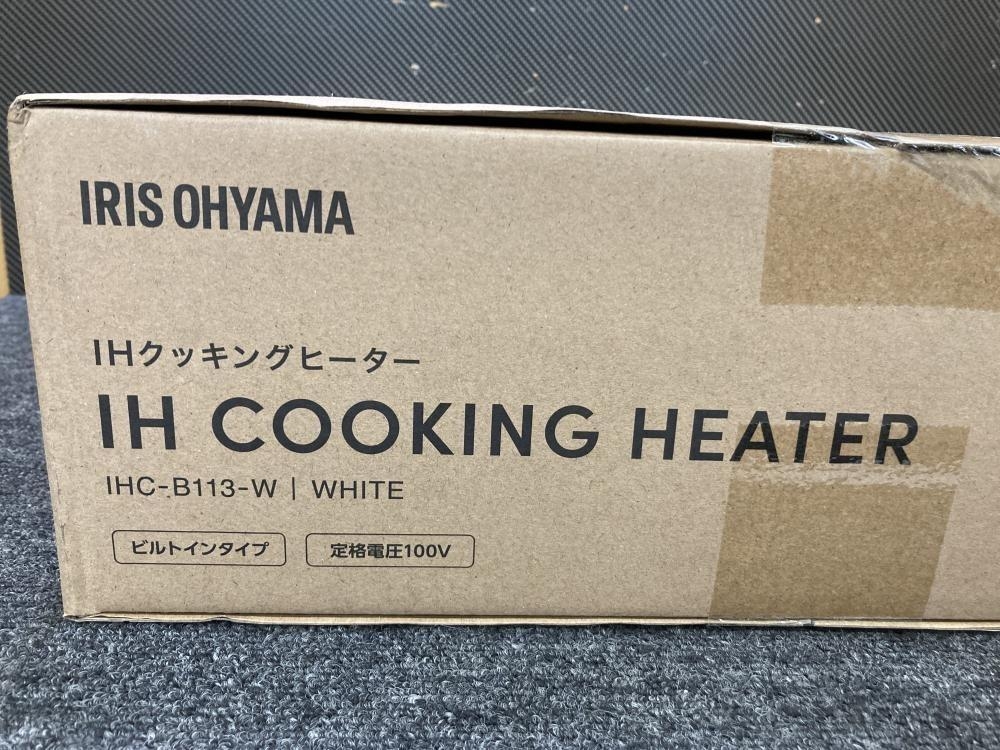 IRIS OHYAMA
IHクッキングヒーター
IH COOKING HEATER
IHC-B113-W | WHITE
ビルトインタイプ
定格電圧100V